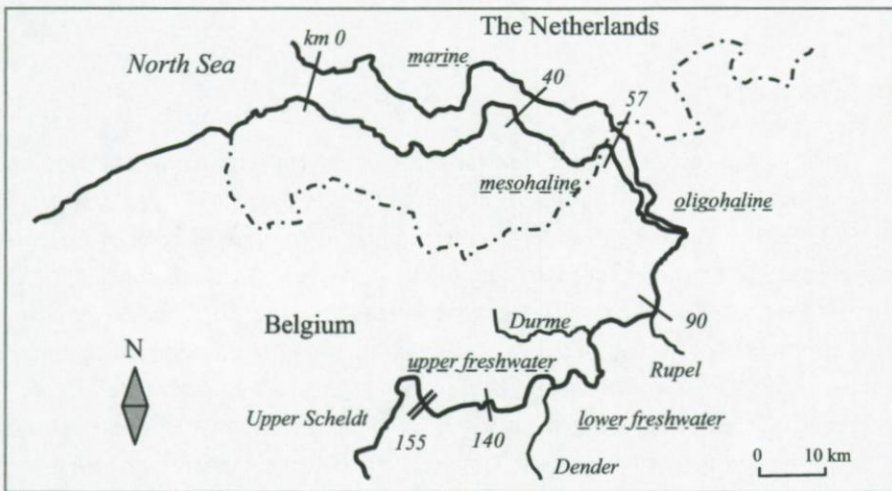 The Netherlands
km 0
North Sea
marine
40
57
mesohaline
oligohaline
Belgium
Durme
90
N
upper freshwater
Rupel
Upper Scheldt
lower freshwater
155
140
Dender
0 10 km